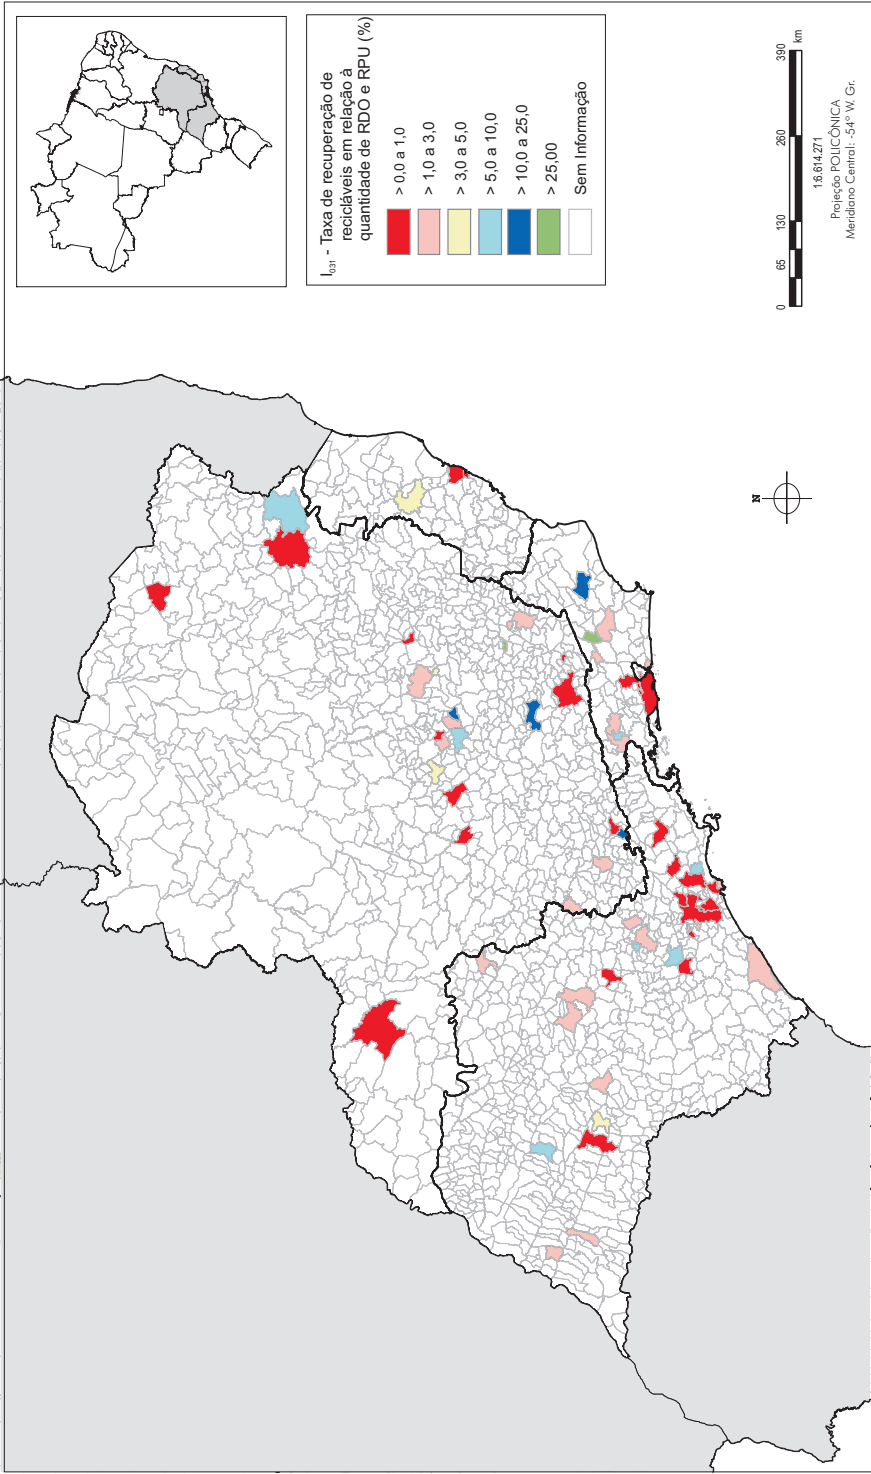 I031 - Taxa de recuperação de
recicláveis em relação à
quantidade de RDO e RPU (%)
> 0,0 a 1,0
> 1,0 a 3,0
> 3,0 a 5,0
> 5,0 a 10,0
> 10,0 a 25,0
> 25,00
Sem Informação
N
0 65 130 260 390
km
1:6.614.271
Projeção POLICÔNICA
Meridiano Central: -54° W. Gr.